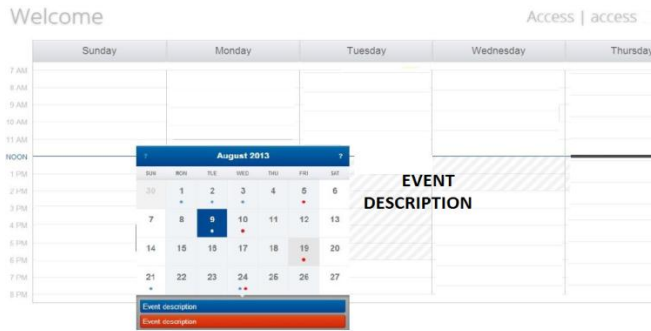 Welcome
Access | access
Sunday Monday Tuesday Wednesday Thursday
7 AM
8 AM
9 AM
10 AM
11 AM
NOON
1 PM
2 PM
3 PM
4 PM
5 PM
6 PM
7 PM
8 PM
? August 2013 ?
SUN MON TUE WED THU FRI SAT
30 1 2 3 4 5 6
7 8 9 10 11 12 13
14 15 16 17 18 19 20
21 22 23 24 25 26 27
Event description
Event description
EVENT
DESCRIPTION